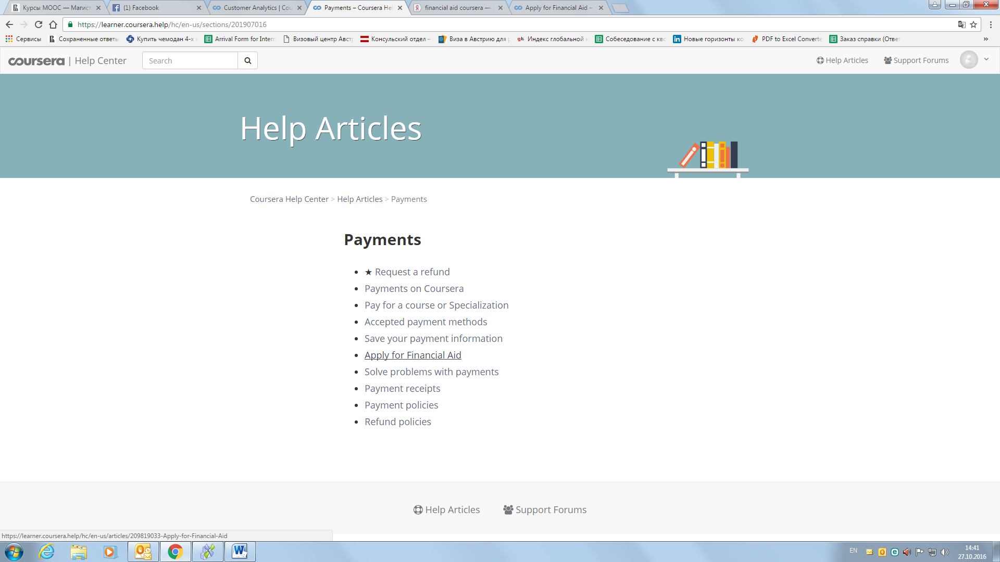 Курсы МООС — Магист
(1) Facebook
Customer Analytics | Cou
Payments – Coursera Hel
financial aid coursera —
Apply for Financial Aid –
https://learner.coursera.help/hc/en-us/sections/201907016
Сервисы
Сохраненные ответы
Купить чемодан 4-х
Arrival Form for Intern
Визовый центр Авст
Консульский отдел –
Виза в Австрию для
Индекс глобальной
Собеседование с кво
Новые горизонты ко
PDF to Excel Converte
Заказ справки (Ответ
»
coursera | Help Center
Search
Help Articles
Support Forums
Help Articles
Coursera Help Center > Help Articles > Payments
Payments
★ Request a refund
Payments on Coursera
Pay for a course or Specialization
Accepted payment methods
Save your payment information
Apply for Financial Aid
Solve problems with payments
Payment receipts
Payment policies
Refund policies
Help Articles
Support Forums
https://learner.coursera.help/hc/en-us/articles/209819033-Apply-for-Financial-Aid
EN
14:41
27.10.2016